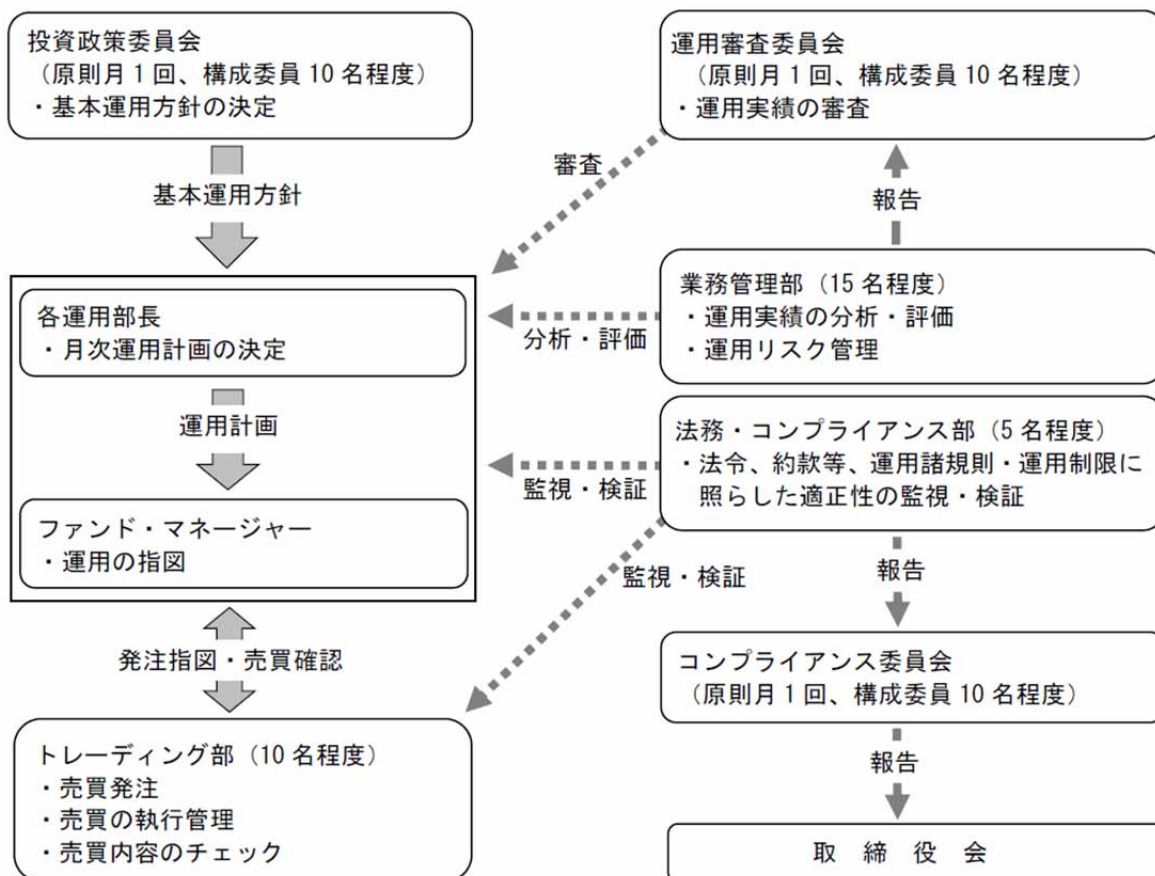 投資政策委員会
（原則月1回、構成委員10名程度）
・基本運用方針の決定
基本運用方針
各運用部長
・月次運用計画の決定
運用計画
ファンド・マネージャー
・運用の指図
発注指図・売買確認
トレーディング部（10名程度）
・売買発注
・売買の執行管理
・売買内容のチェック
運用審査委員会
（原則月1回、構成委員10名程度）
・運用実績の審査
審査
報告
業務管理部（15名程度）
・運用実績の分析・評価
・運用リスク管理
分析・評価
法務・コンプライアンス部（5名程度）
・法令、約款等、運用諸規則・運用制限に
照らした適正性の監視・検証
監視・検証
監視・検証
報告
コンプライアンス委員会
（原則月1回、構成委員10名程度）
報告
取締役会